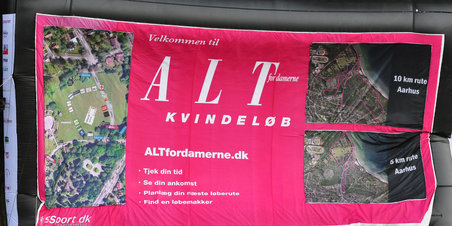 Velkommen til
ALT for damerne
KVINDELØB
ALTfordamerne.dk
· Tjek din tid
· Se din ankomst
· Planlæg din næste løberute
· Find en løbemakker
10 km rute
Aarhus
5 km rute
Aarhus
Sport dk